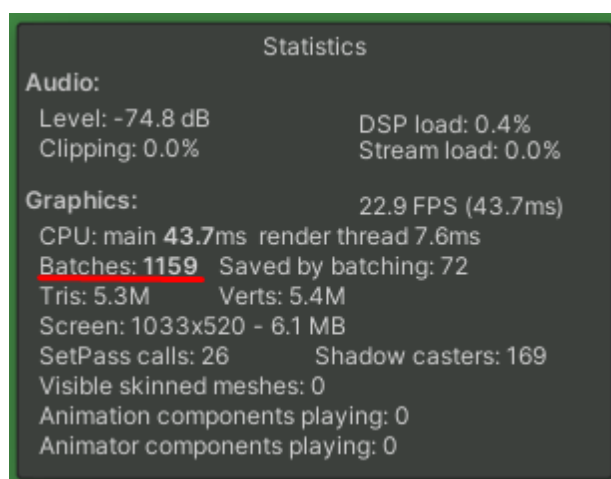 Statistics
Audio:
Level: -74.8 dB DSP load: 0.4%
Clipping: 0.0% Stream load: 0.0%
Graphics: 22.9 FPS (43.7ms)
CPU: main 43.7ms render thread 7.6ms
Batches: 1159 Saved by batching: 72
Tris: 5.3M Verts: 5.4M
Screen: 1033x520 - 6.1 MB
SetPass calls: 26 Shadow casters: 169
Visible skinned meshes: 0
Animation components playing: 0
Animator components playing: 0